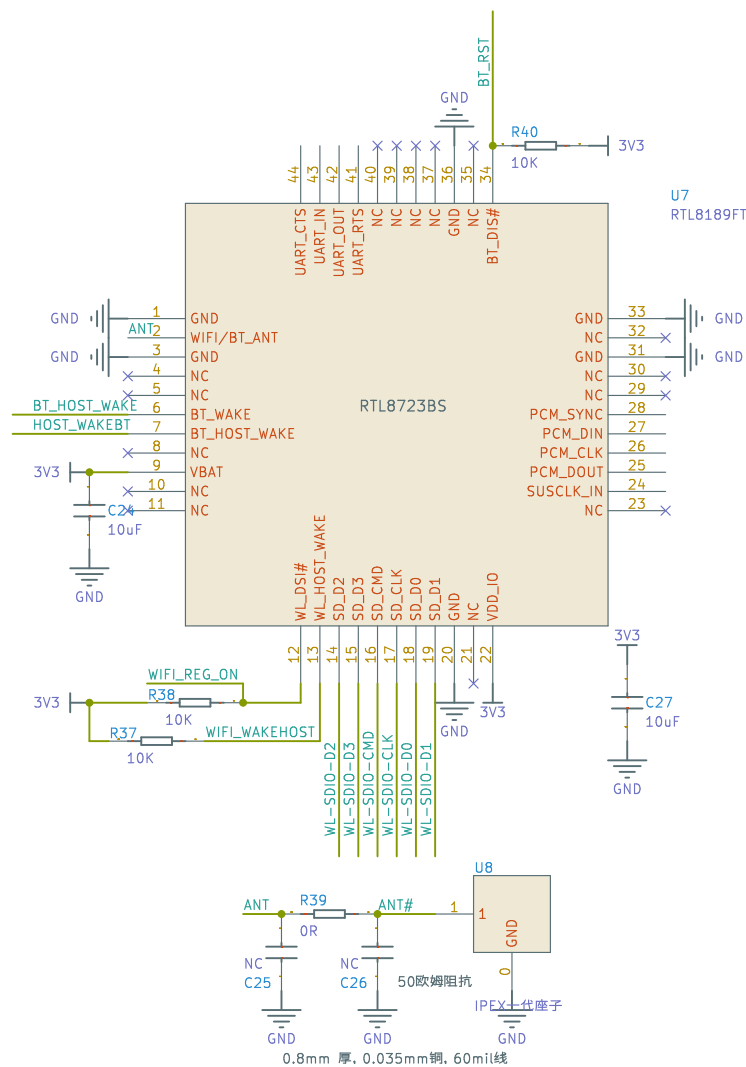 BT_RST
GND
R40
10K
3V3
44
43
42
41
40
39
38
37
36
35
34
U7
RTL8189FT
UART_CTS
UART_IN
UART_OUT
UART_RTS
NC
NC
NC
NC
GND
NC
BT_DIS#
GND 1 GND
ANT 2 WIFI/BT_ANT
GND 3 GND
4 NC
5 NC
BT_HOST_WAKE 6 BT_WAKE
HOST_WAKEBT 7 BT_HOST_WAKE
8 NC
3V3 9 VBAT
10 NC
C24 11 NC
10uF
GND
RTL8723BS
GND 33 GND
NC 32
GND 31 GND
NC 30
NC 29
PCM_SYNC 28
PCM_DIN 27
PCM_CLK 26
PCM_DOUT 25
SUSCLK_IN 24
NC 23
WL_DSI#
WL_HOST_WAKE
SD_D2
SD_D3
SD_CMD
SD_CLK
SD_D0
SD_D1
GND
NC
VDD_IO
12
13
14
15
16
17
18
19
20
21
22
WIFI_REG_ON
3V3
R38
10K
R37
10K
WIFI_WAKEHOST
WL-SDIO-D2
WL-SDIO-D3
WL-SDIO-CMD
WL-SDIO-CLK
WL-SDIO-D0
WL-SDIO-D1
GND
3V3
3V3
C27
10uF
GND
U8
ANT
R39
0R
ANT#
1
1
GND
0
NC
C25
GND
NC
C26
GND
50欧姆阻抗
IPEX一代座子
GND
0.8mm 厚, 0.035mm铜, 60mil线